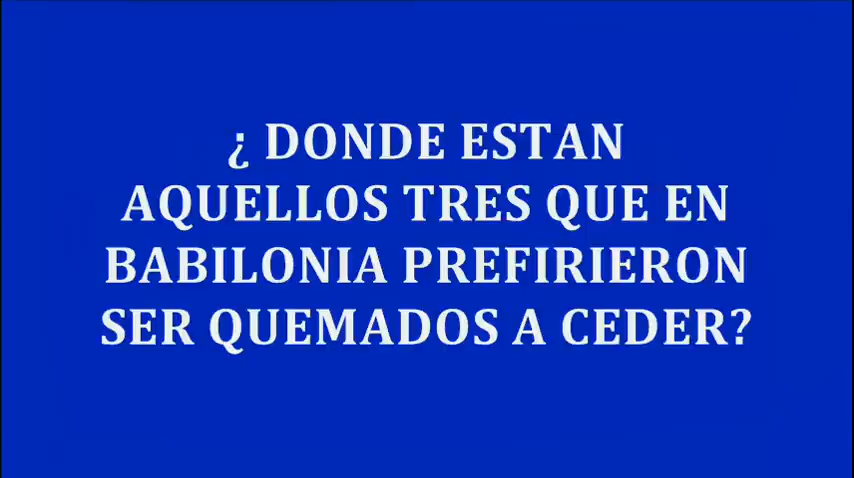 ¿ DONDE ESTAN
AQUELLOS TRES QUE EN
BABILONIA PREFIRIERON
SER QUEMADOS A CEDER?